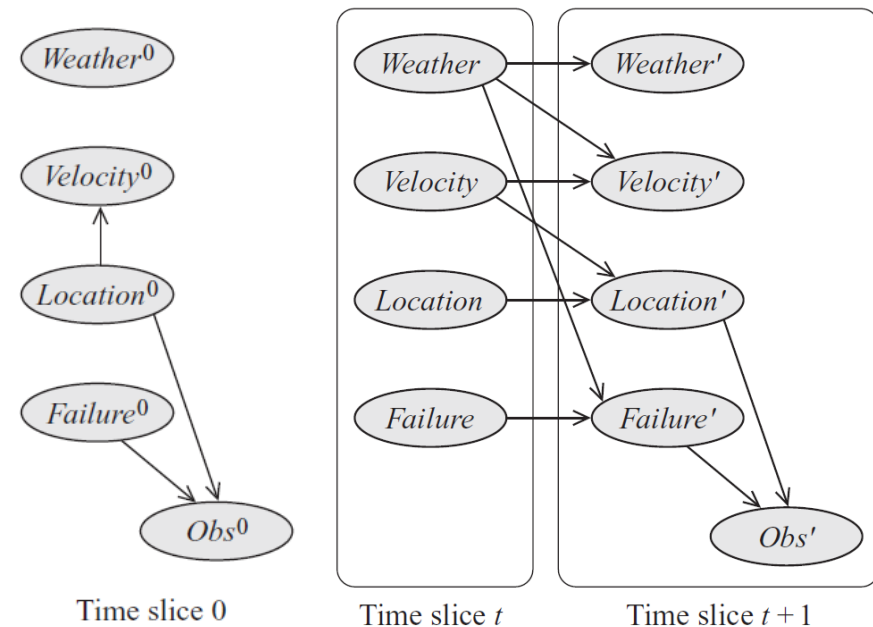 Weather⁰
Velocity⁰
Location⁰
Failure⁰
Obs⁰
Time slice 0
Weather
Velocity
Location
Failure
Time slice t
Weather'
Velocity'
Location'
Failure'
Obs'
Time slice t + 1